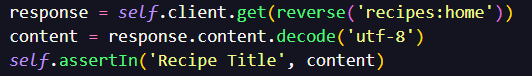 response = self.client.get(reverse('recipes:home'))
content = response.content.decode('utf-8')
self.assertIn('Recipe Title', content)